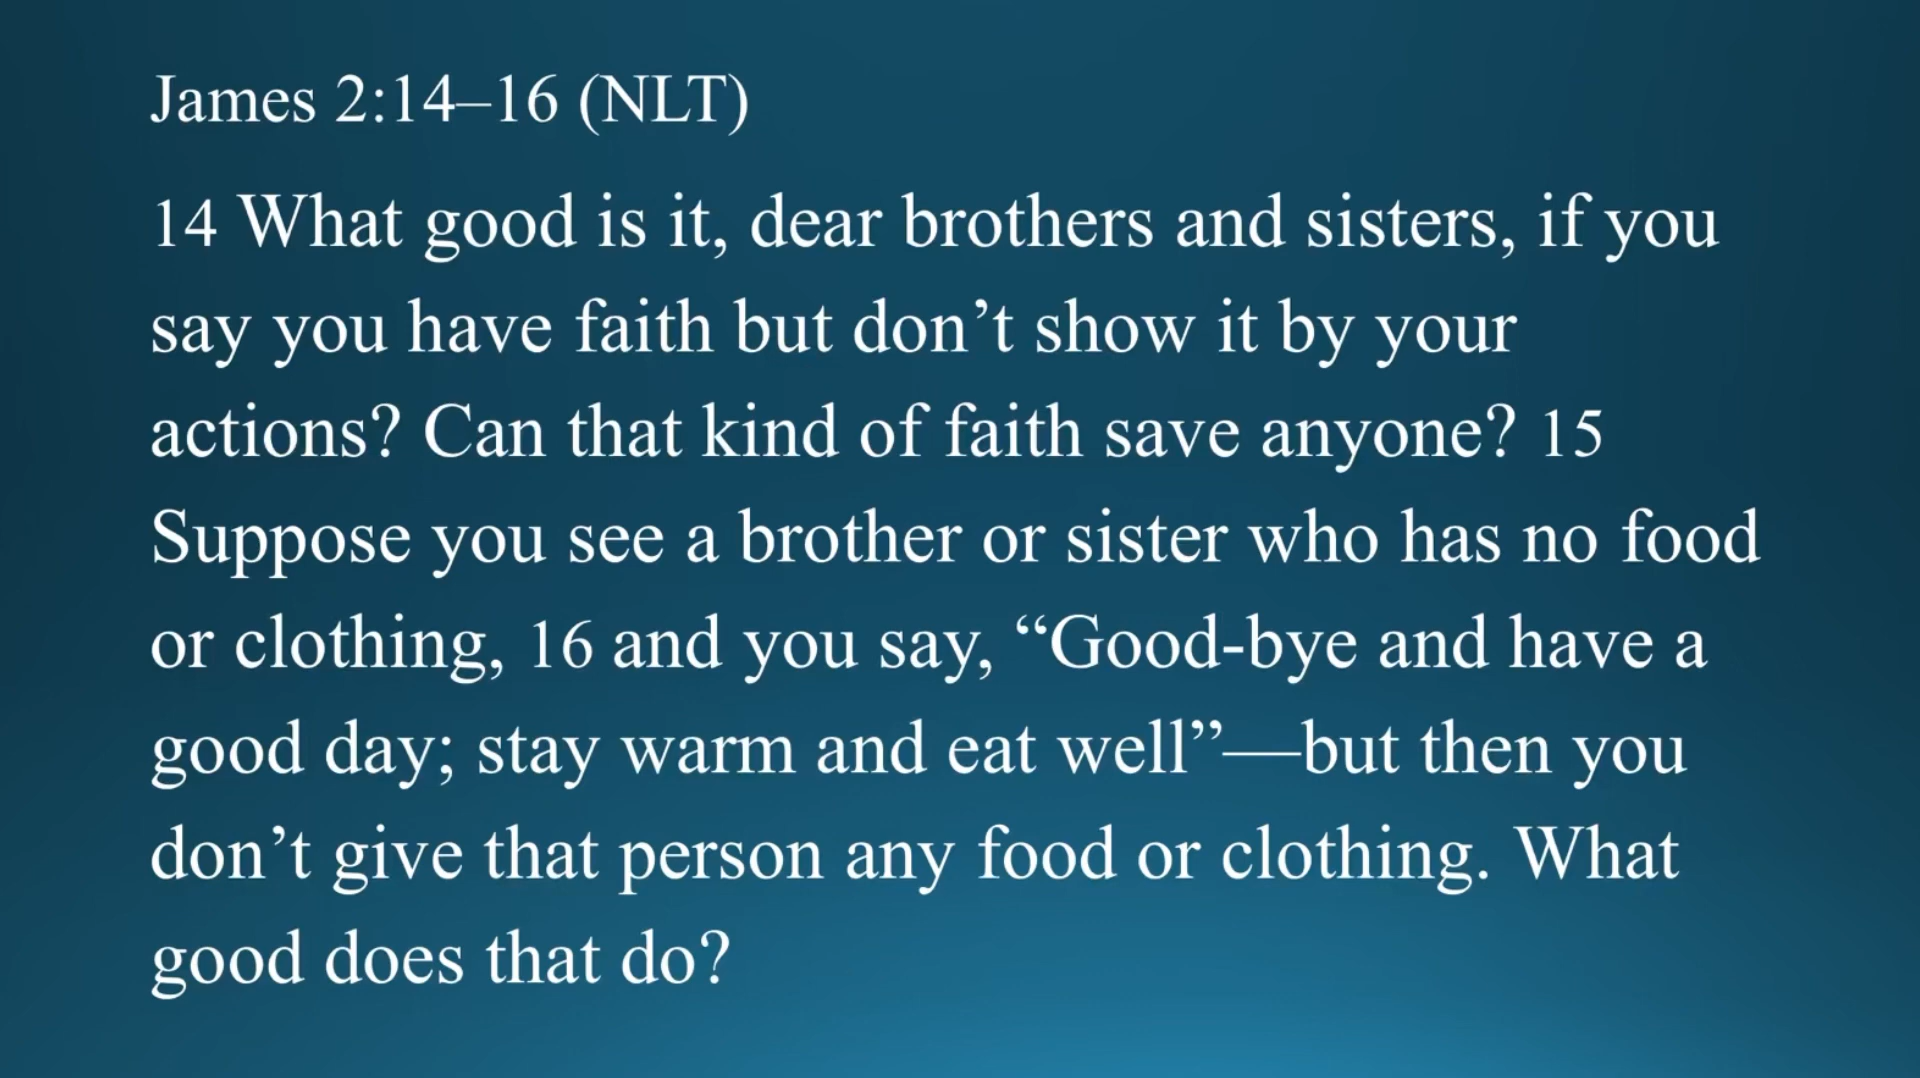 James 2:14–16 (NLT)
14 What good is it, dear brothers and sisters, if you
say you have faith but don’t show it by your
actions? Can that kind of faith save anyone? 15
Suppose you see a brother or sister who has no food
or clothing, 16 and you say, “Good-bye and have a
good day; stay warm and eat well”—but then you
don’t give that person any food or clothing. What
good does that do?